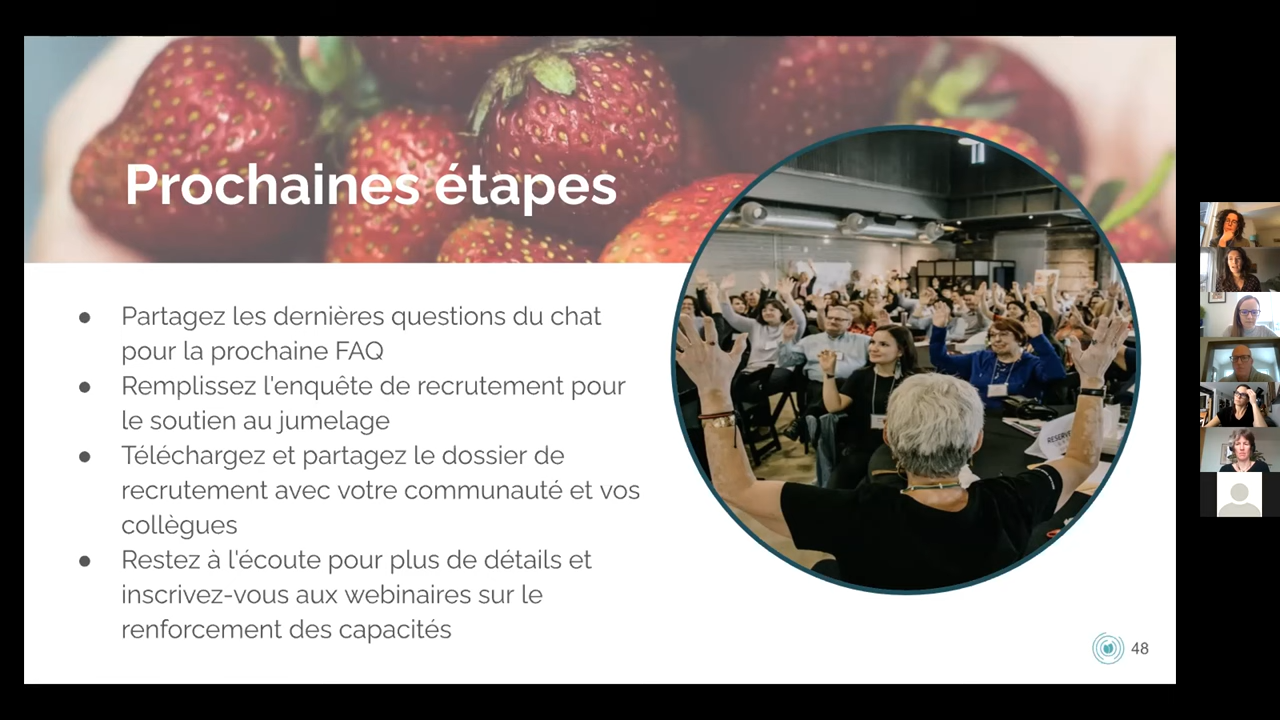 Prochaines étapes
● Partagez les dernières questions du chat
pour la prochaine FAQ
● Remplissez l'enquête de recrutement pour
le soutien au jumelage
● Téléchargez et partagez le dossier de
recrutement avec votre communauté et vos
collègues
● Restez à l'écoute pour plus de détails et
inscrivez-vous aux webinaires sur le
renforcement des capacités
48